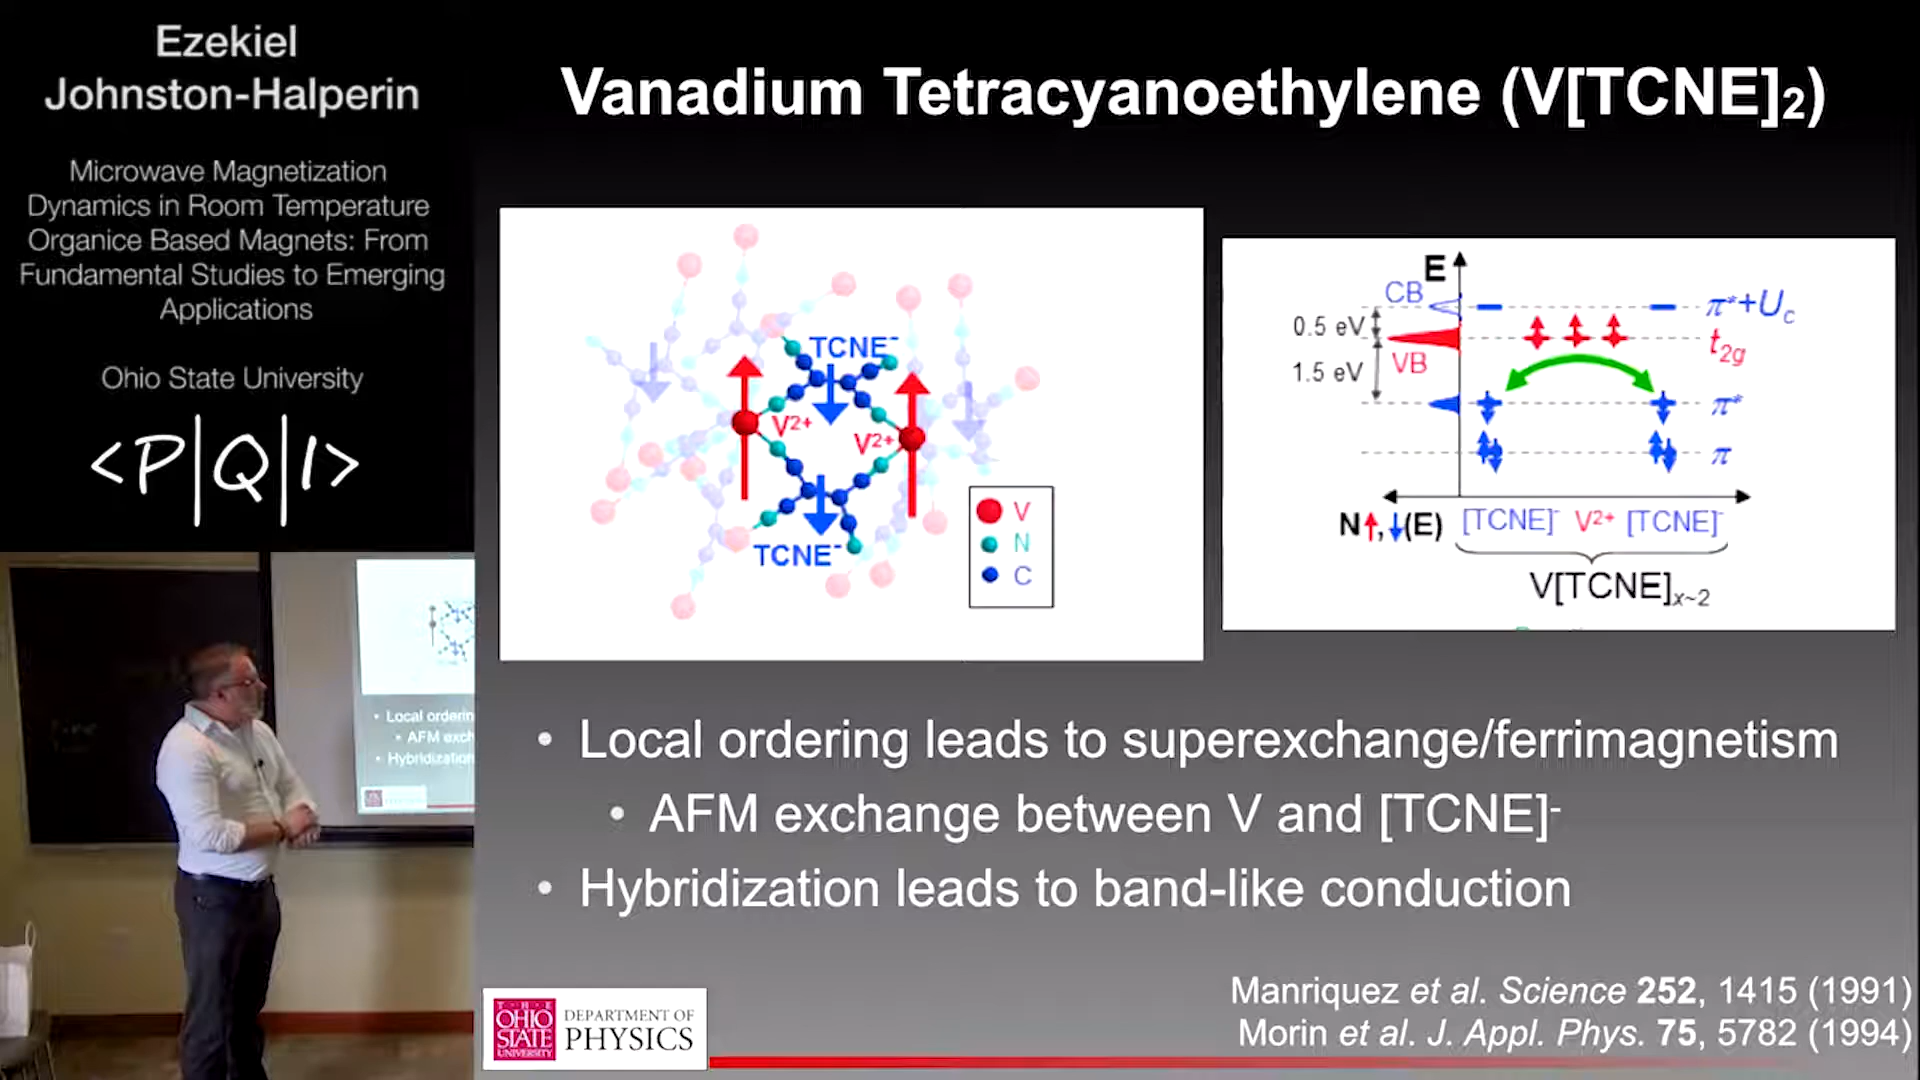 Ezekiel
Johnston-Halperin
Microwave Magnetization
Dynamics in Room Temperature
Organice Based Magnets: From
Fundamental Studies to Emerging
Applications
Ohio State University
<P|Q|I>
Vanadium Tetracyanoethylene (V[TCNE]₂)
TCNE⁻
V²⁺
V²⁺
TCNE⁻
V
N
C
E
CB
π*+U_c
0.5 eV
t₂g
VB
1.5 eV
π*
π
N↑,↓(E) [TCNE]⁻ V²⁺ [TCNE]⁻
V[TCNE]ₓ~₂
• Local ordering leads to superexchange/ferrimagnetism
• AFM exchange between V and [TCNE]⁻
• Hybridization leads to band-like conduction
Manriquez et al. Science 252, 1415 (1991)
Morin et al. J. Appl. Phys. 75, 5782 (1994)
THE
OHIO
STATE
UNIVERSITY
DEPARTMENT OF
PHYSICS
• Local orderin
• AFM exch
• Hybridization